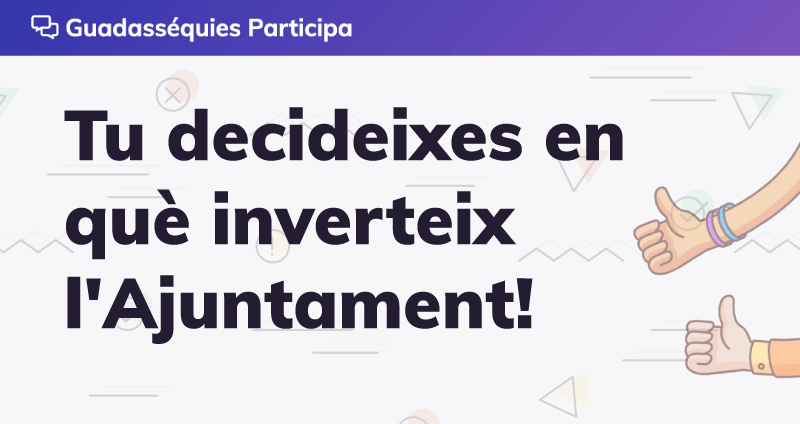 Guadasséquies Participa
Tu decideixes en
què inverteix
l'Ajuntament!